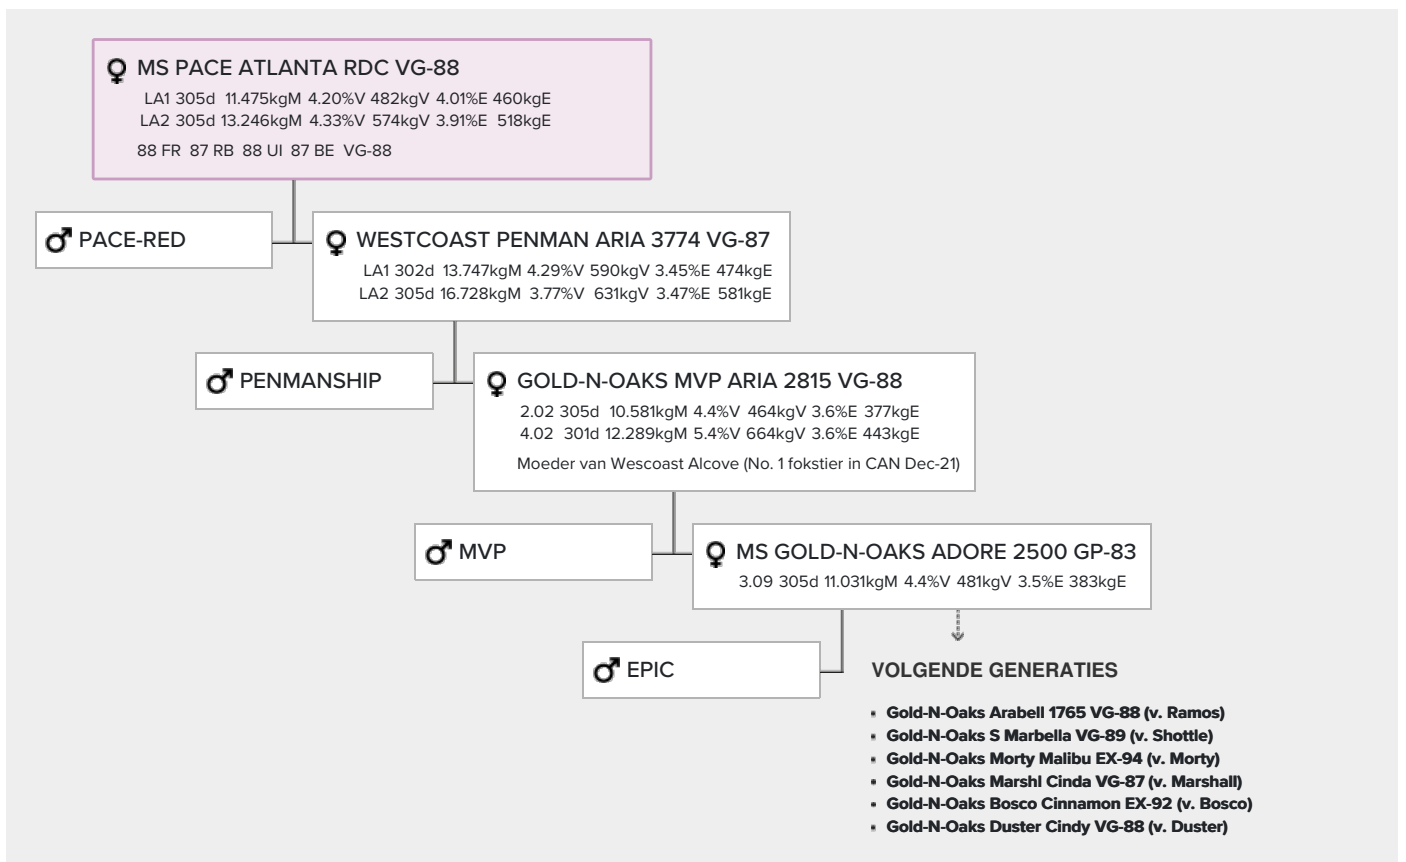 MS PACE ATLANTA RDC VG-88
LA1 305d 11.475kgM 4.20%V 482kgV 4.01%E 460kgE
LA2 305d 13.246kgM 4.33%V 574kgV 3.91%E 518kgE
88 FR 87 RB 88 UI 87 BE VG-88
PACE-RED
WESTCOAST PENMAN ARIA 3774 VG-87
LA1 302d 13.747kgM 4.29%V 590kgV 3.45%E 474kgE
LA2 305d 16.728kgM 3.77%V 631kgV 3.47%E 581kgE
PENMANSHIP
GOLD-N-OAKS MVP ARIA 2815 VG-88
2.02 305d 10.581kgM 4.4%V 464kgV 3.6%E 377kgE
4.02 301d 12.289kgM 5.4%V 664kgV 3.6%E 443kgE
Moeder van Wescoast Alcove (No. 1 fokstier in CAN Dec-21)
MVP
MS GOLD-N-OAKS ADORE 2500 GP-83
3.09 305d 11.031kgM 4.4%V 481kgV 3.5%E 383kgE
EPIC
VOLGENDE GENERATIES
▪ Gold-N-Oaks Arabell 1765 VG-88 (v. Ramos)
▪ Gold-N-Oaks S Marbella VG-89 (v. Shottle)
▪ Gold-N-Oaks Morty Malibu EX-94 (v. Morty)
▪ Gold-N-Oaks Marshl Cinda VG-87 (v. Marshall)
▪ Gold-N-Oaks Bosco Cinnamon EX-92 (v. Bosco)
▪ Gold-N-Oaks Duster Cindy VG-88 (v. Duster)